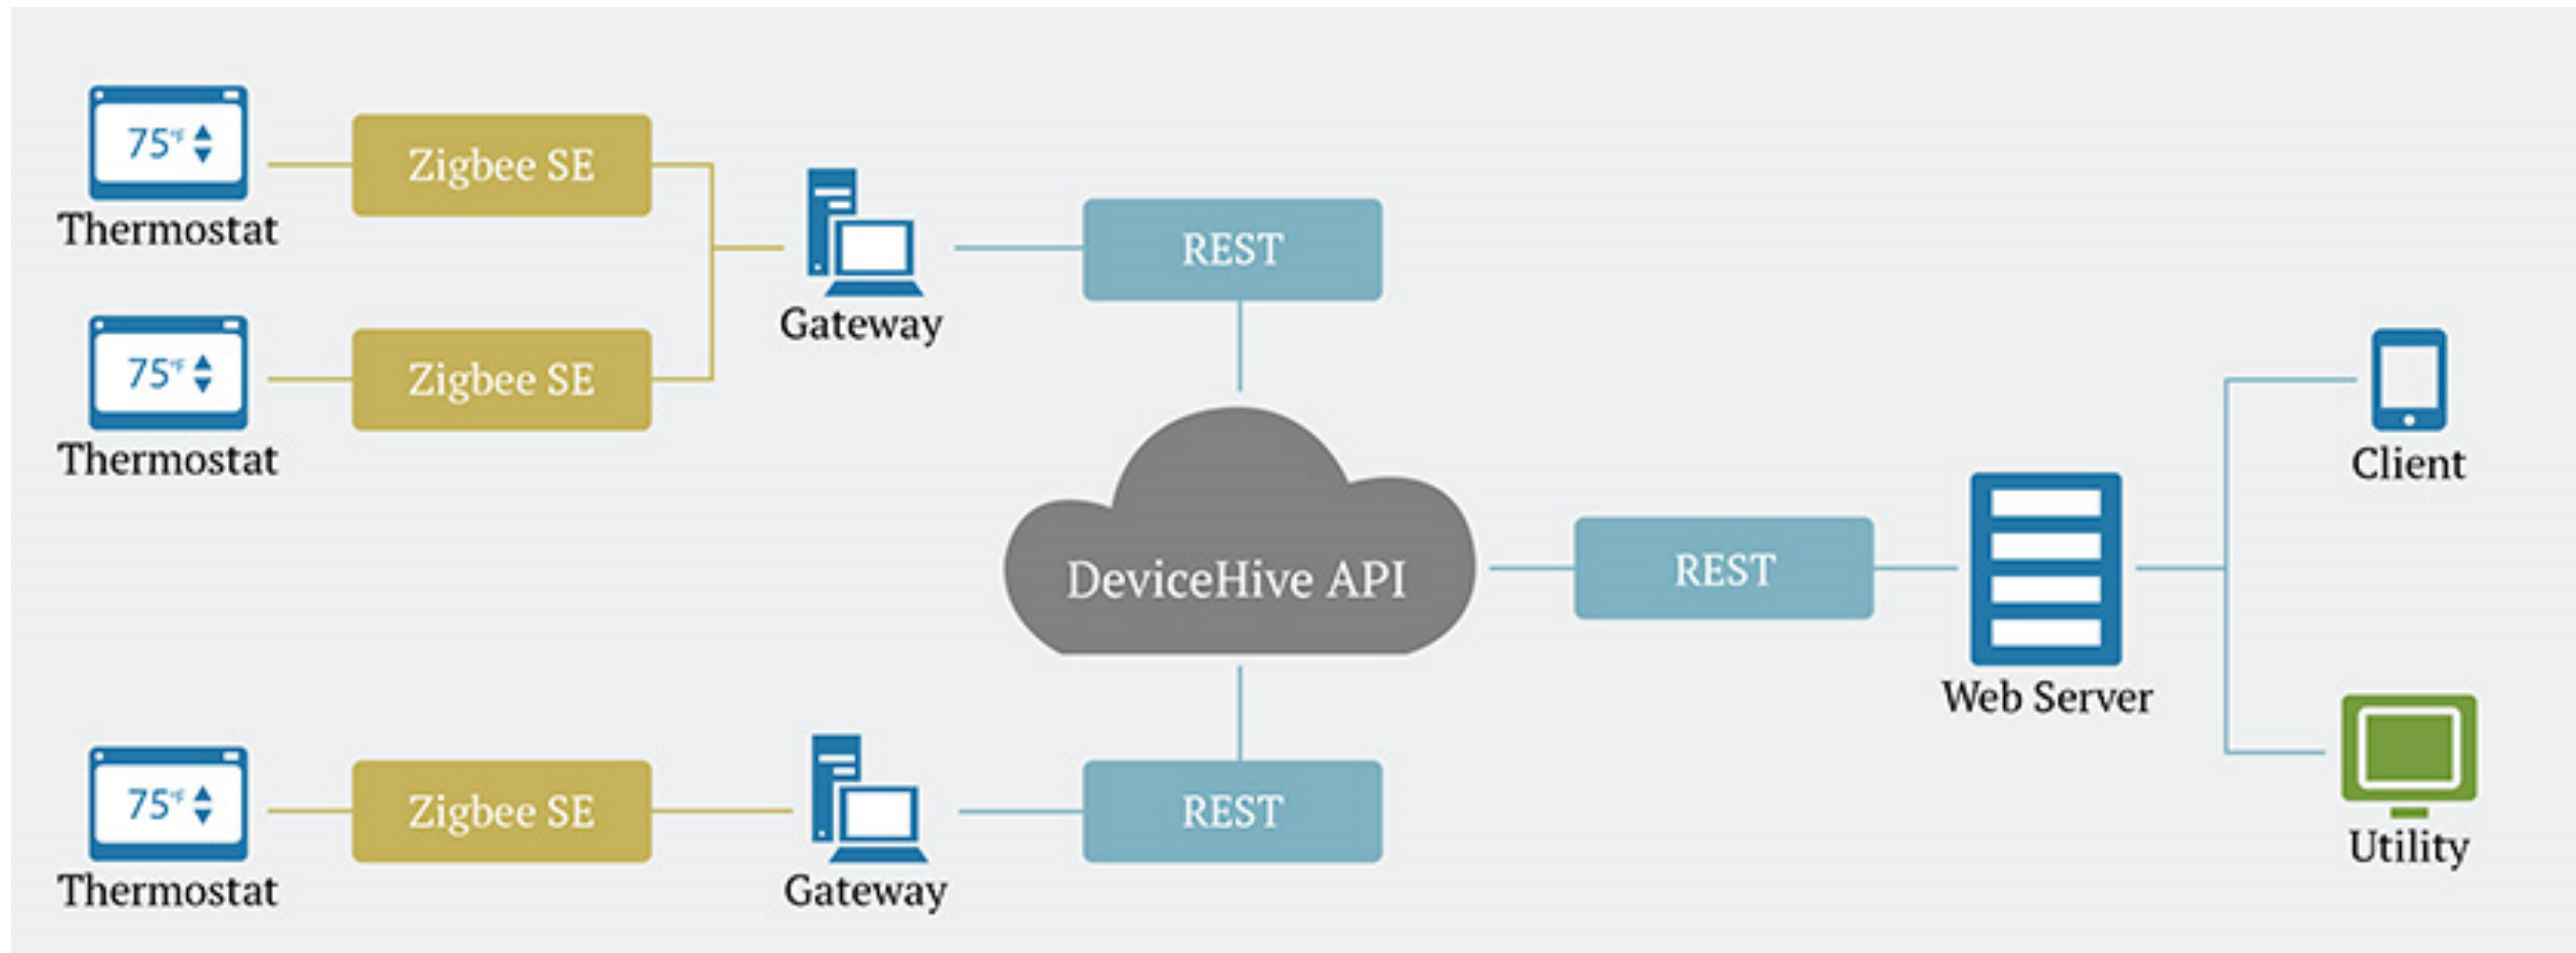 75°F
Thermostat
Zigbee SE
75°F
Thermostat
Zigbee SE
Gateway
REST
DeviceHive API
75°F
Thermostat
Zigbee SE
Gateway
REST
REST
Web Server
Client
Utility